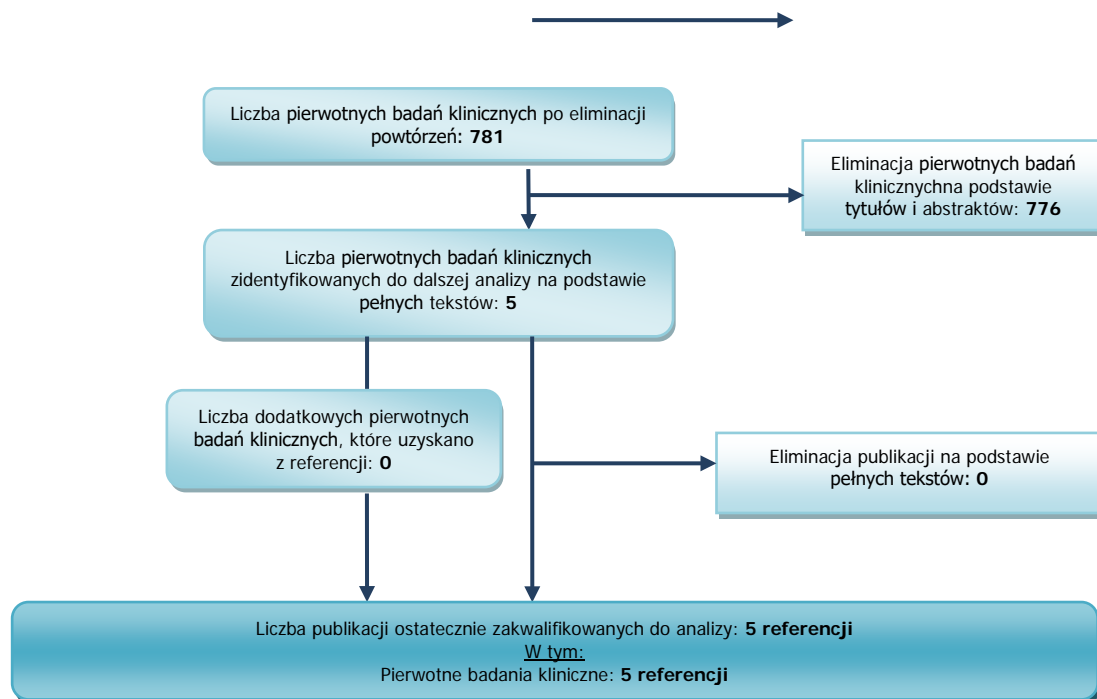 Liczba pierwotnych badań klinicznych po eliminacji
powtórzeń: 781
Eliminacja pierwotnych badań
klinicznychna podstawie
tytułów i abstraktów: 776
Liczba pierwotnych badań klinicznych
zidentyfikowanych do dalszej analizy na podstawie
pełnych tekstów: 5
Liczba dodatkowych pierwotnych
badań klinicznych, które uzyskano
z referencji: 0
Eliminacja publikacji na podstawie
pełnych tekstów: 0
Liczba publikacji ostatecznie zakwalifikowanych do analizy: 5 referencji
W tym:
Pierwotne badania kliniczne: 5 referencji